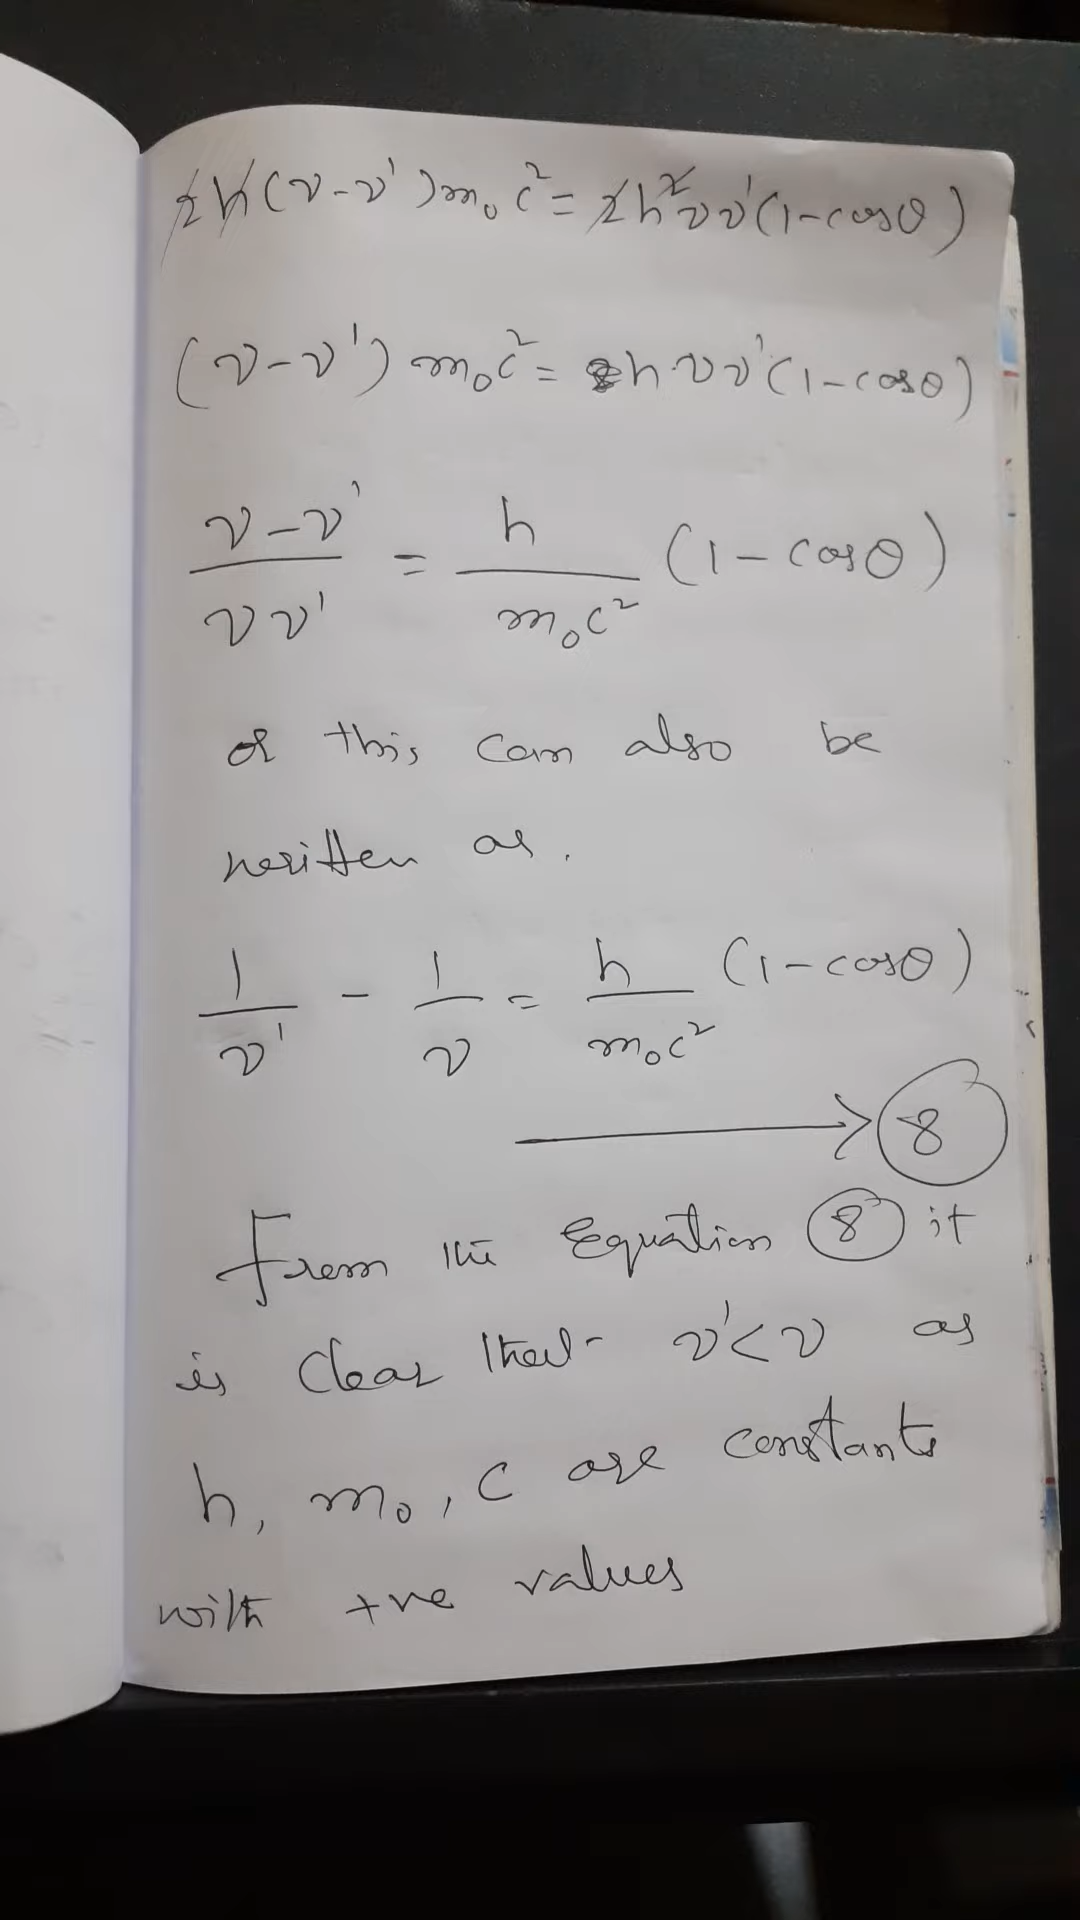 2h(ν-ν')m₀c² = 2h²νν'(1-cosθ)
(ν-ν') m₀c² = hνν'(1-cosθ)
(ν-ν')/(νν') = h/(m₀c²) (1-cosθ)
or this can also be
written as.
1/ν' - 1/ν = h/(m₀c²) (1-cosθ)
→ 8
From the Equation 8 it
is clear that ν'<ν as
h, m₀, c are constants
with +ve values